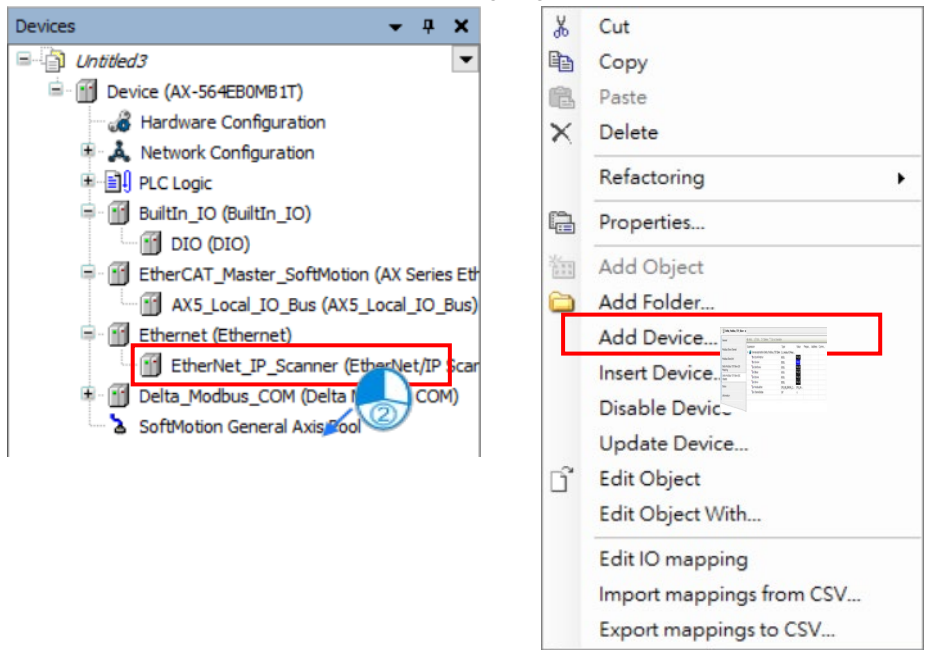 Devices
Untitled3
Device (AX-564EB0MB1T)
Hardware Configuration
Network Configuration
PLC Logic
BuiltIn_IO (BuiltIn_IO)
DIO (DIO)
EtherCAT_Master_SoftMotion (AX Series Eth
AX5_Local_IO_Bus (AX5_Local_IO_Bus)
Ethernet (Ethernet)
EtherNet_IP_Scanner (EtherNet/IP Scan
Delta_Modbus_COM (Delta COM)
SoftMotion General Axis Pool
②
Cut
Copy
Paste
Delete
Refactoring
Properties...
Add Object
Add Folder...
Add Device...
Insert Device...
Disable Device
Update Device...
Edit Object
Edit Object With...
Edit IO mapping
Import mappings from CSV...
Export mappings to CSV...